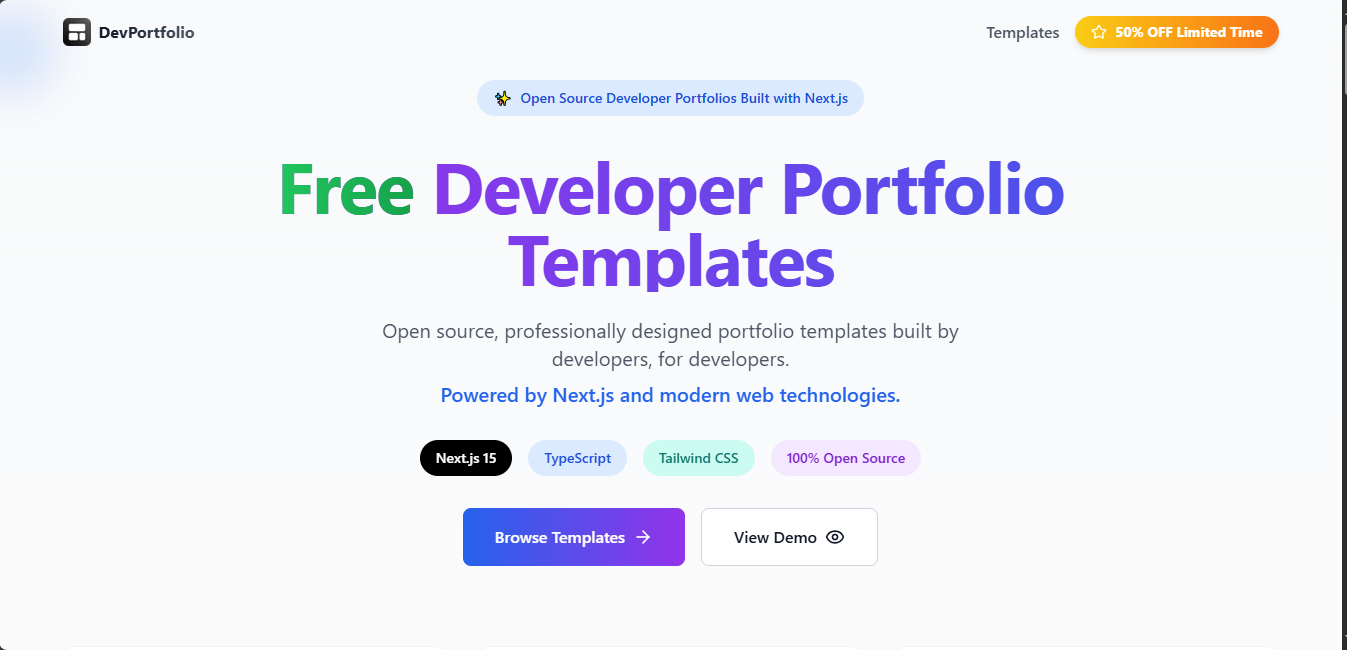 DevPortfolio
Templates
50% OFF Limited Time
Open Source Developer Portfolios Built with Next.js
Free Developer Portfolio
Templates
Open source, professionally designed portfolio templates built by
developers, for developers.
Powered by Next.js and modern web technologies.
Next.js 15
TypeScript
Tailwind CSS
100% Open Source
Browse Templates
View Demo